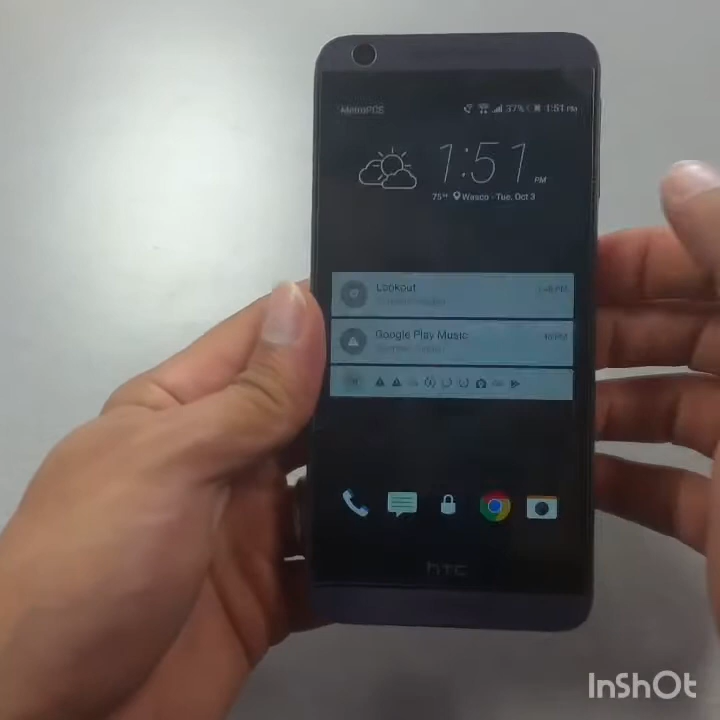 MetroPCS 37% 1:51 PM
1:51 PM
75° Wasco - Tue, Oct 3
Lookout
Google Play Music
hTC
InShOt